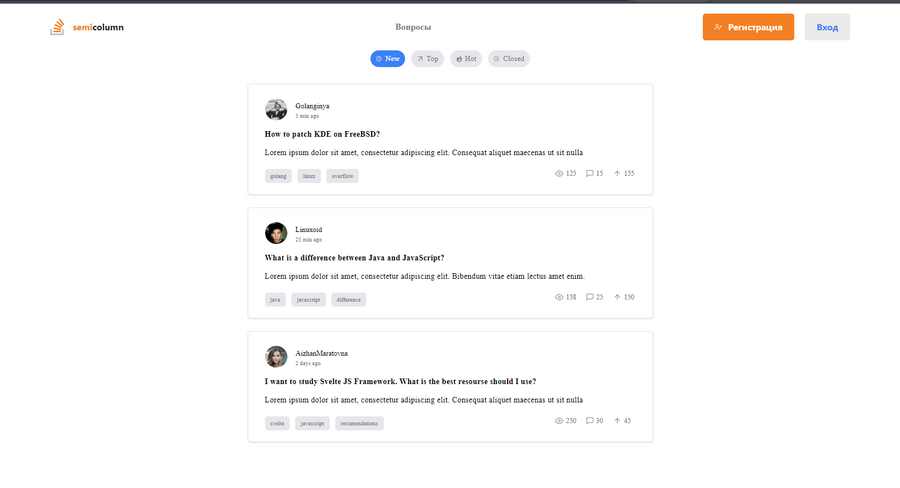 semicolumn Вопросы Регистрация Вход
New Top Hot Closed
Golanginya
5 min ago
How to patch KDE on FreeBSD?
Lorem ipsum dolor sit amet, consectetur adipiscing elit. Consequat aliquet maecenas ut sit nulla
golang linux overflow 125 15 155
Linuxoid
25 min ago
What is a difference between Java and JavaScript?
Lorem ipsum dolor sit amet, consectetur adipiscing elit. Bibendum vitae etiam lectus amet enim.
java javascript difference 158 25 150
AizhanMaratovna
2 days ago
I want to study Svelte JS Framework. What is the best resourse should I use?
Lorem ipsum dolor sit amet, consectetur adipiscing elit. Consequat aliquet maecenas ut sit nulla
svelte javascript recomendations 250 30 45